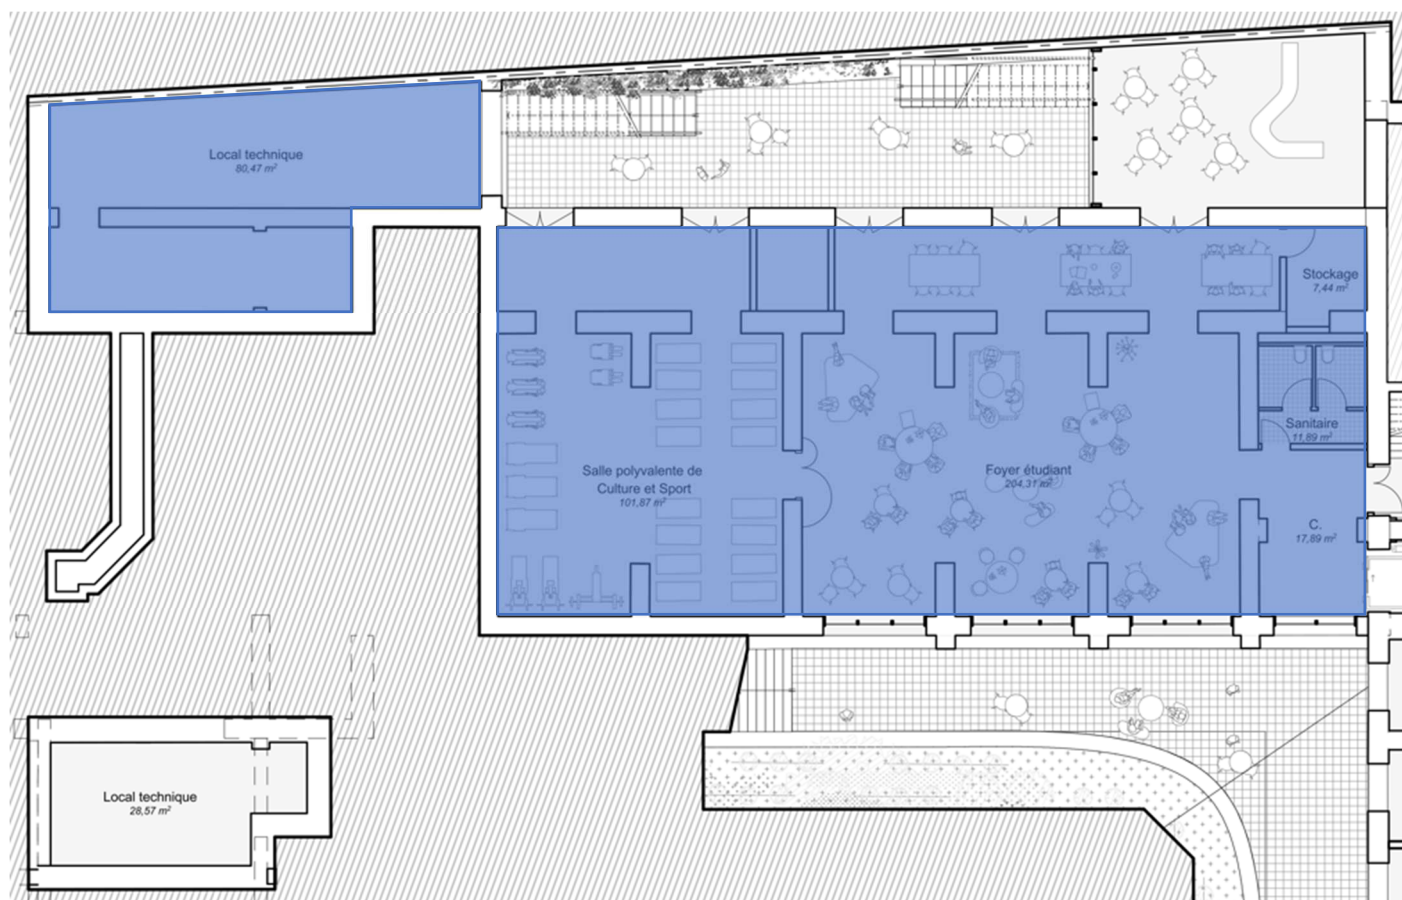 Local technique
80,47 m²
Stockage
7,44 m²
Sanitaire
11,89 m²
Salle polyvalente de
Culture et Sport
101,87 m²
Foyer étudiant
204,31 m²
C.
17,89 m²
Local technique
28,57 m²